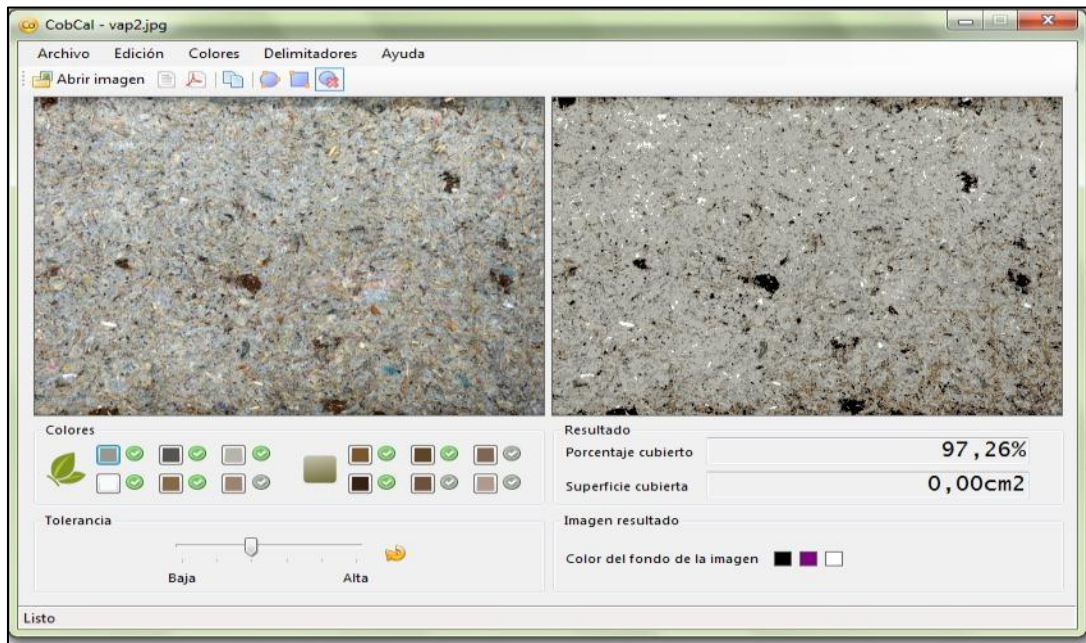 CobCal - vap2.jpg
Archivo Edición Colores Delimitadores Ayuda
Abrir imagen
Colores
Resultado
Porcentaje cubierto 97,26%
Superficie cubierta 0,00cm2
Tolerancia
Baja Alta
Imagen resultado
Color del fondo de la imagen
Listo